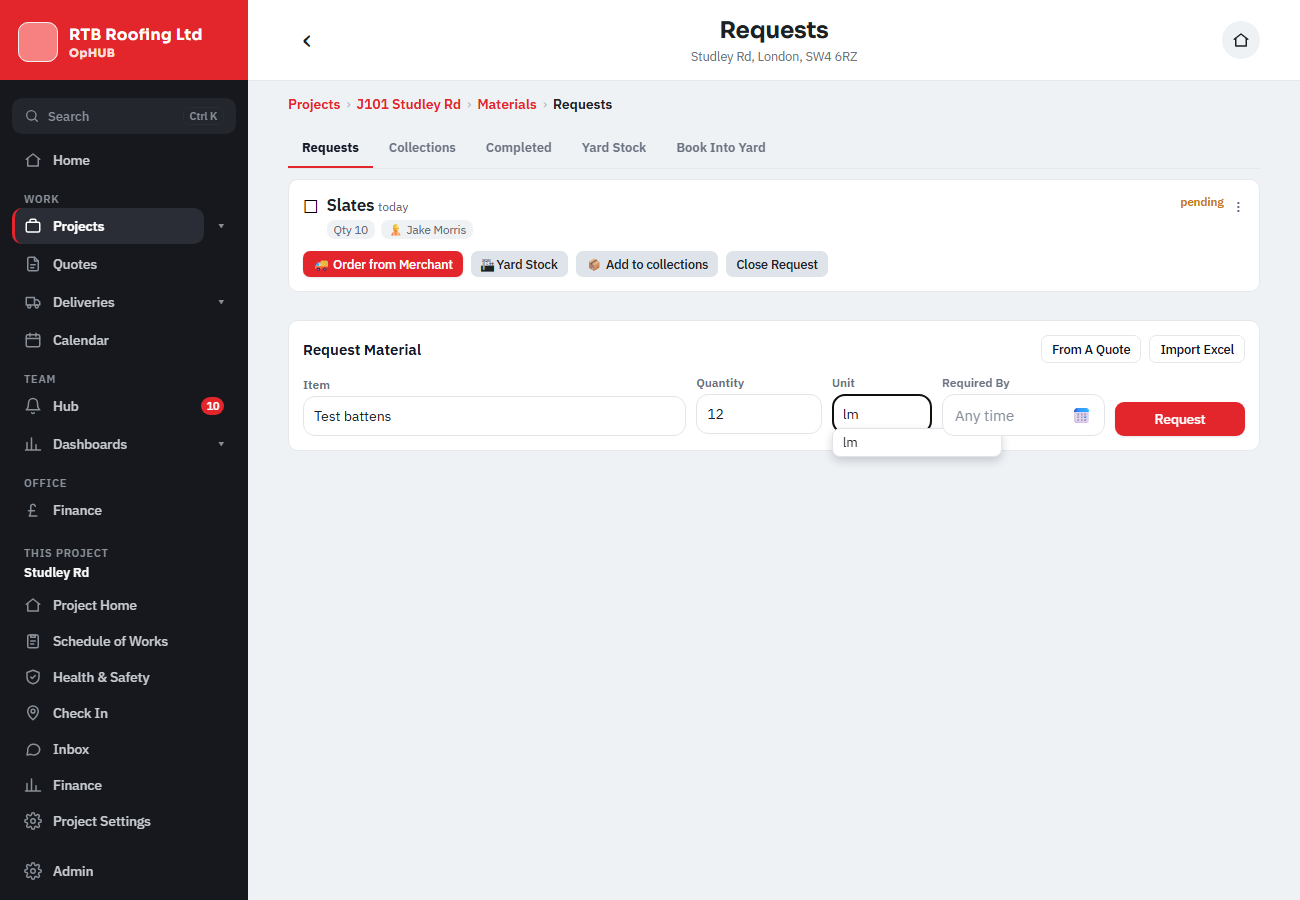 RTB Roofing Ltd
OpHUB
Search
Ctrl K
Home
WORK
Projects
Quotes
Deliveries
Calendar
TEAM
Hub
10
Dashboards
OFFICE
Finance
THIS PROJECT
Studley Rd
Project Home
Schedule of Works
Health & Safety
Check In
Inbox
Finance
Project Settings
Admin
Requests
Studley Rd, London, SW4 6RZ
Projects › J101 Studley Rd › Materials › Requests
Requests
Collections
Completed
Yard Stock
Book Into Yard
Slates today
pending
Qty 10
Jake Morris
Order from Merchant
Yard Stock
Add to collections
Close Request
Request Material
From A Quote
Import Excel
Item
Quantity
Unit
Required By
Test battens
12
lm
Any time
Request
lm